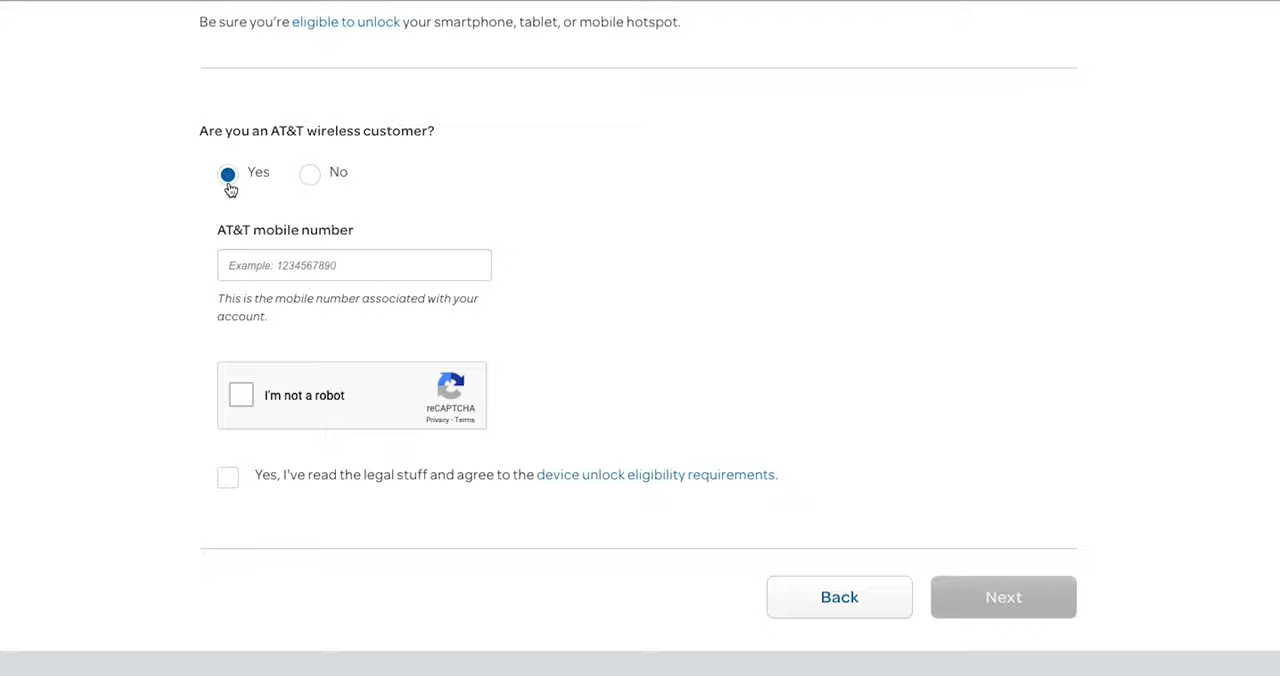 Be sure you're eligible to unlock your smartphone, tablet, or mobile hotspot.
Are you an AT&T wireless customer?
Yes No
AT&T mobile number
Example: 1234567890
This is the mobile number associated with your
account.
I'm not a robot
reCAPTCHA
Privacy - Terms
Yes, I've read the legal stuff and agree to the device unlock eligibility requirements.
Back Next